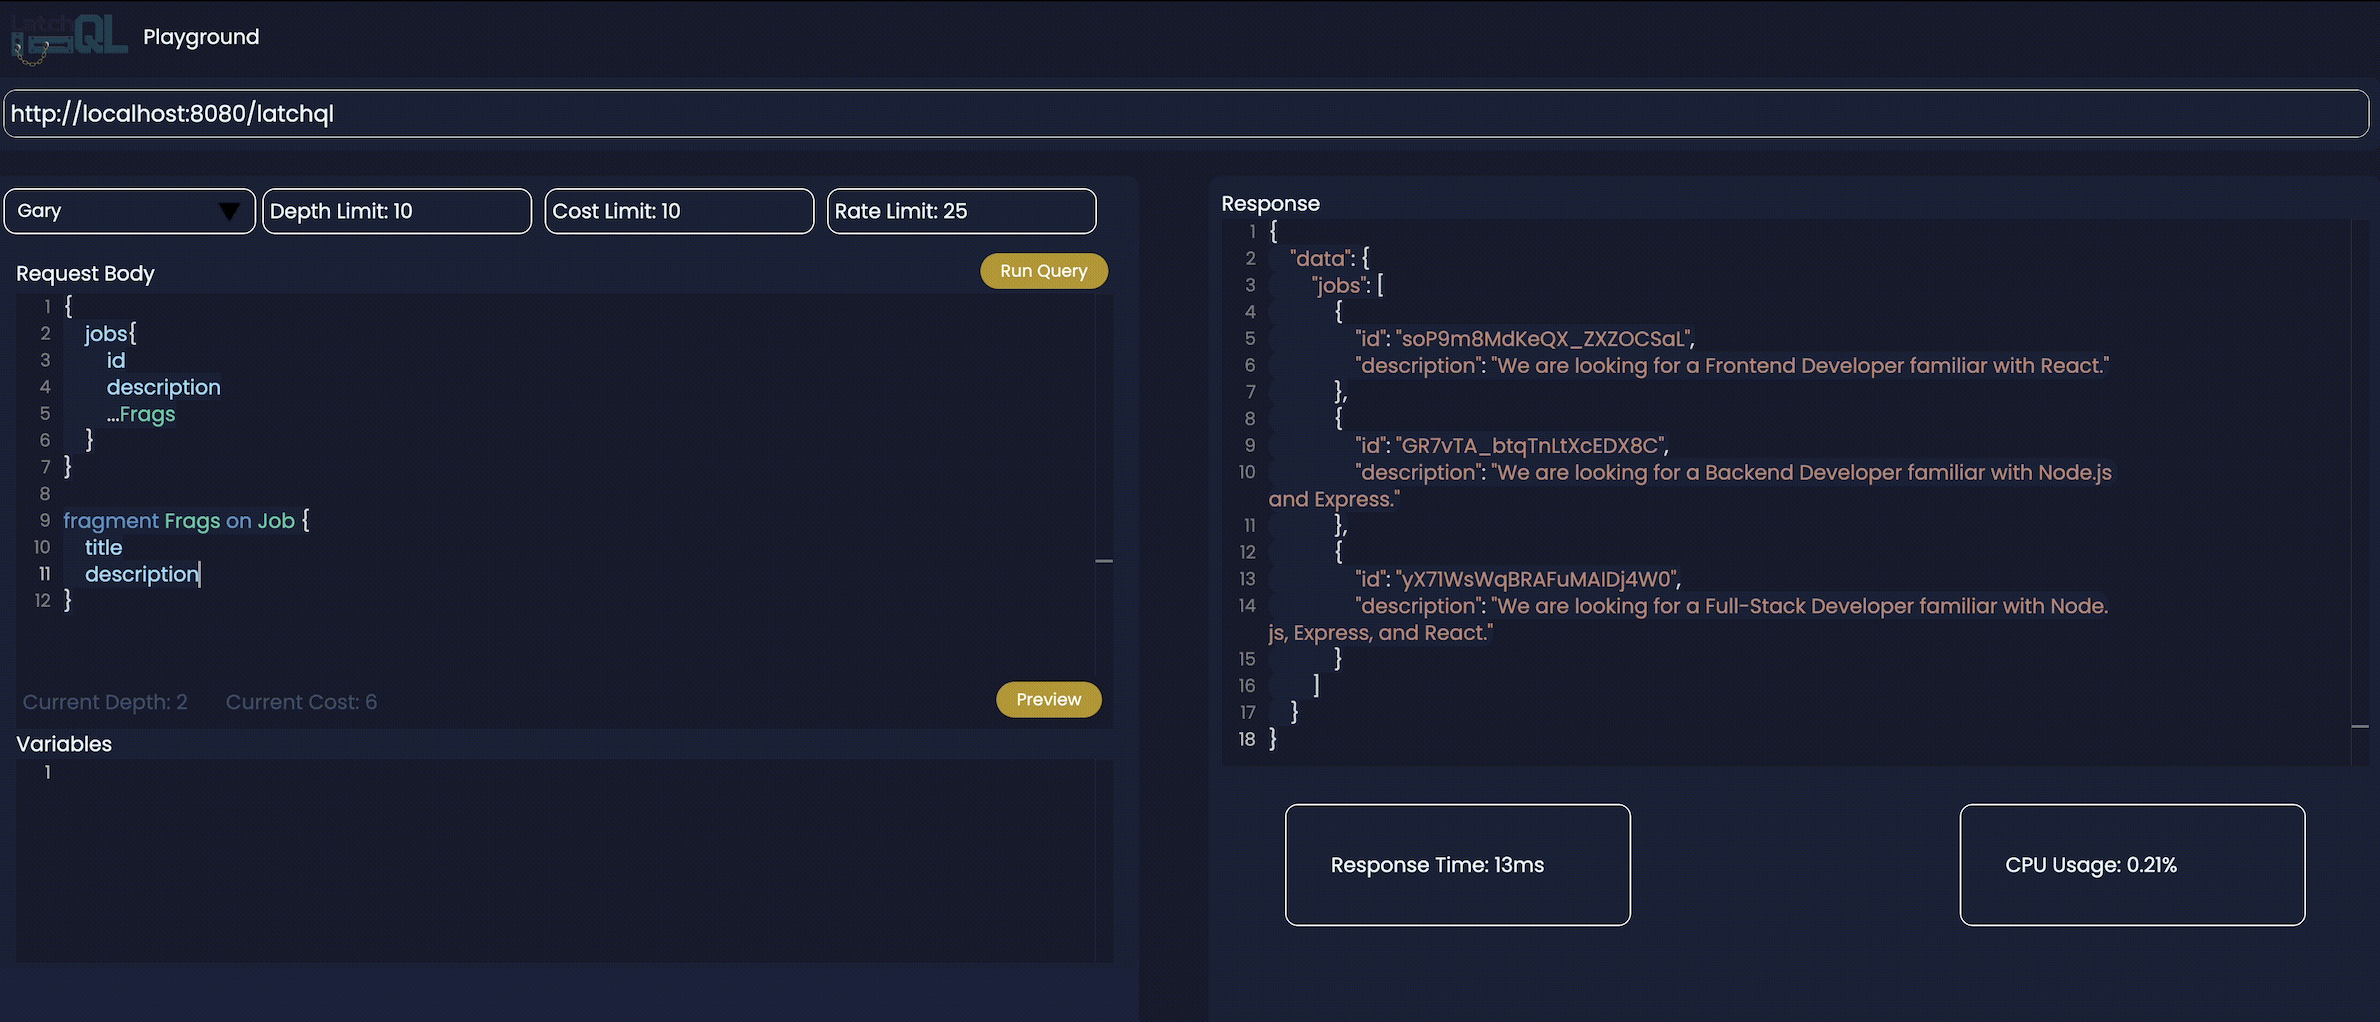 LatchQL Playground
http://localhost:8080/latchql
Gary Depth Limit: 10 Cost Limit: 10 Rate Limit: 25
Request Body Run Query
1 {
2 jobs{
3 id
4 description
5 ...Frags
6 }
7 }
8
9 fragment Frags on Job {
10 title
11 description
12 }
Current Depth: 2 Current Cost: 6 Preview
Variables
1
Response
1 {
2 "data": {
3 "jobs": [
4 {
5 "id": "soP9m8MdKeQX_ZXZOCSaL",
6 "description": "We are looking for a Frontend Developer familiar with React."
7 },
8 {
9 "id": "GR7vTA_btqTnLtXcEDX8C",
10 "description": "We are looking for a Backend Developer familiar with Node.js
and Express."
11 },
12 {
13 "id": "yX71WsWqBRAFuMAIDj4W0",
14 "description": "We are looking for a Full-Stack Developer familiar with Node.
js, Express, and React."
15 }
16 ]
17 }
18 }
Response Time: 13ms
CPU Usage: 0.21%